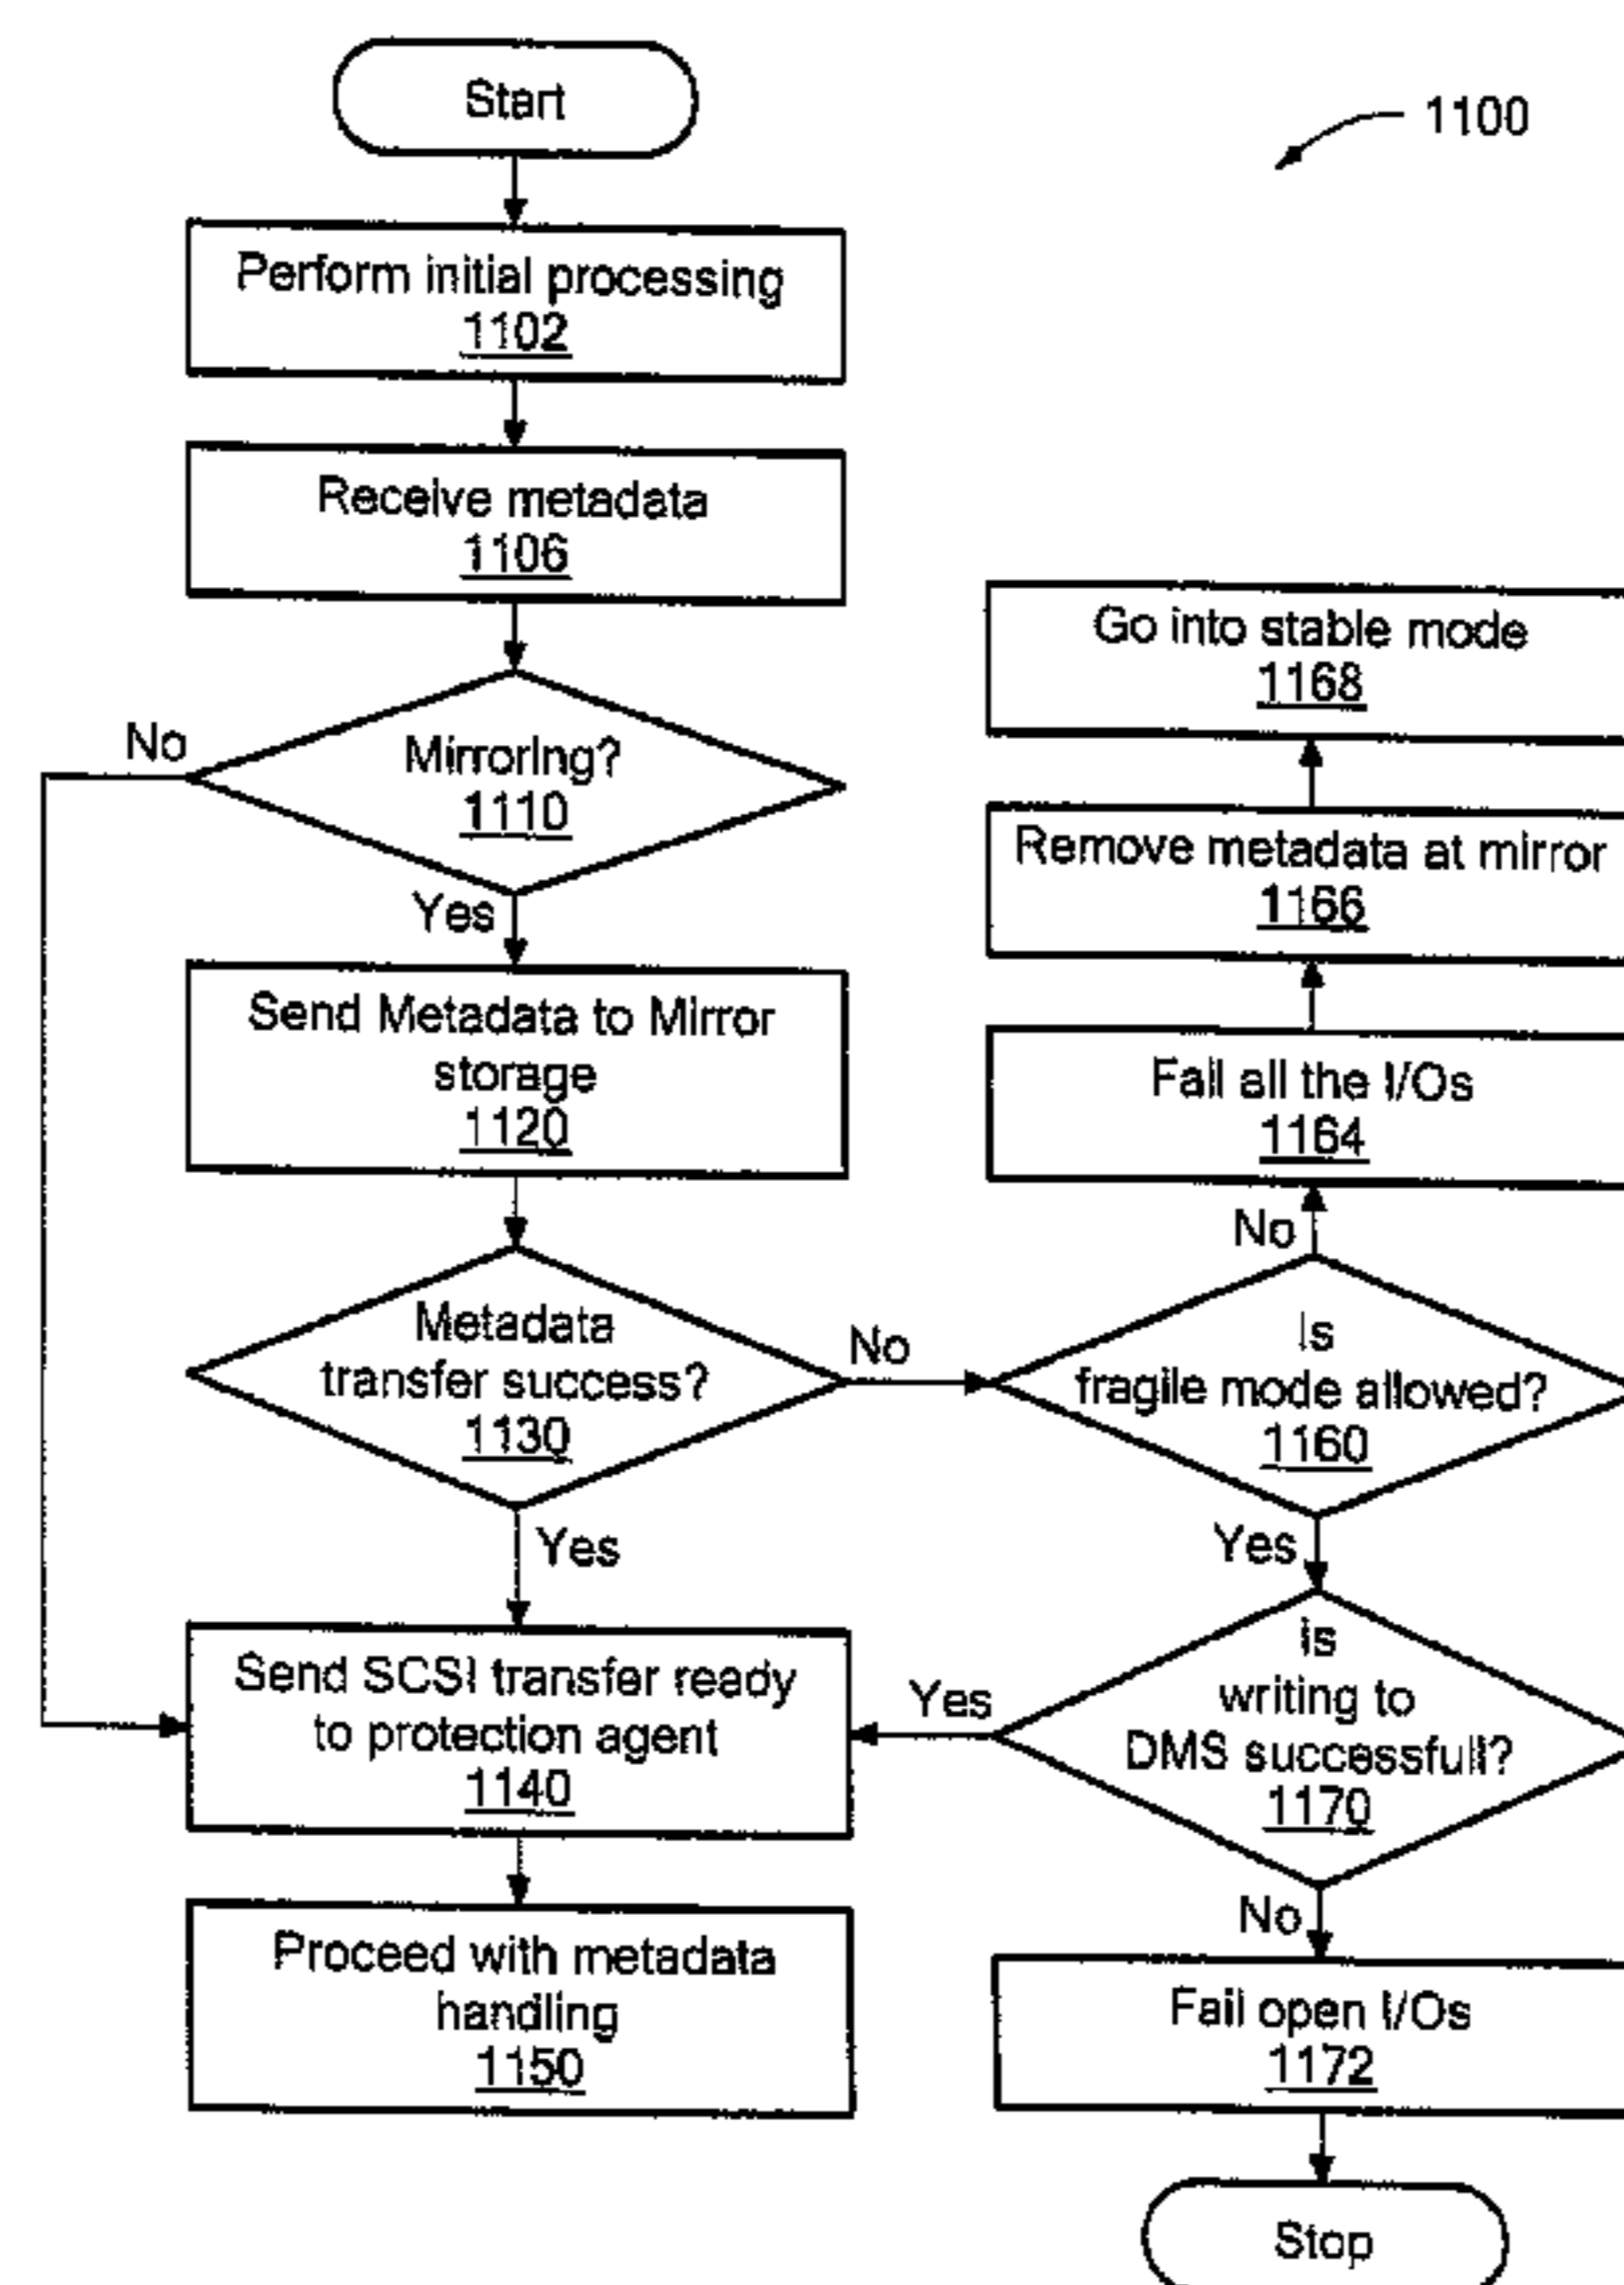 Start
1100
Perform initial processing
1102
Receive metadata
1106
Mirroring?
1110
No
Yes
Send Metadata to Mirror
storage
1120
Metadata
transfer success?
1130
No
Yes
Send SCSI transfer ready
to protection agent
1140
Proceed with metadata
handling
1150
Go into stable mode
1168
Remove metadata at mirror
1166
Fail all the I/Os
1164
No
Is
fragile mode allowed?
1160
Yes
Is
writing to
DMS successfull?
1170
Yes
No
Fail open I/Os
1172
Stop